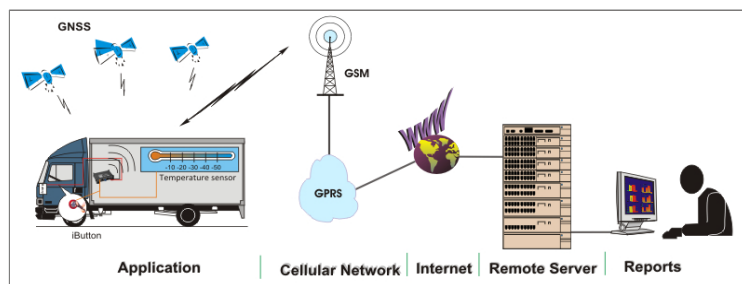 GNSS
GSM
WWW
GPRS
-10 -20 -30 -40 -50
Temperature sensor
iButton
Application
Cellular Network
Internet
Remote Server
Reports